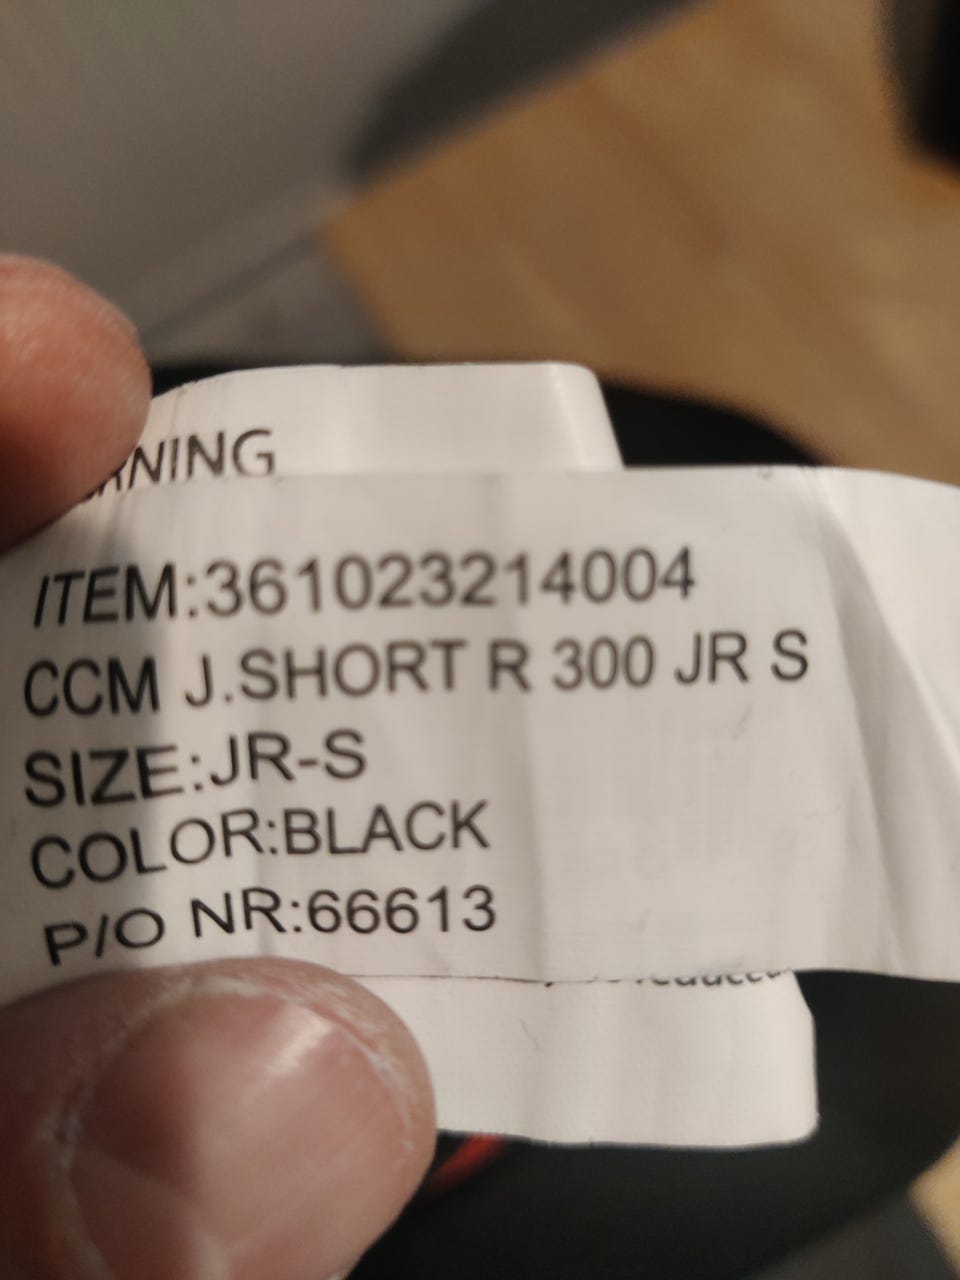 ITEM:361023214004
CCM J.SHORT R 300 JR S
SIZE:JR-S
COLOR:BLACK
P/O NR:66613